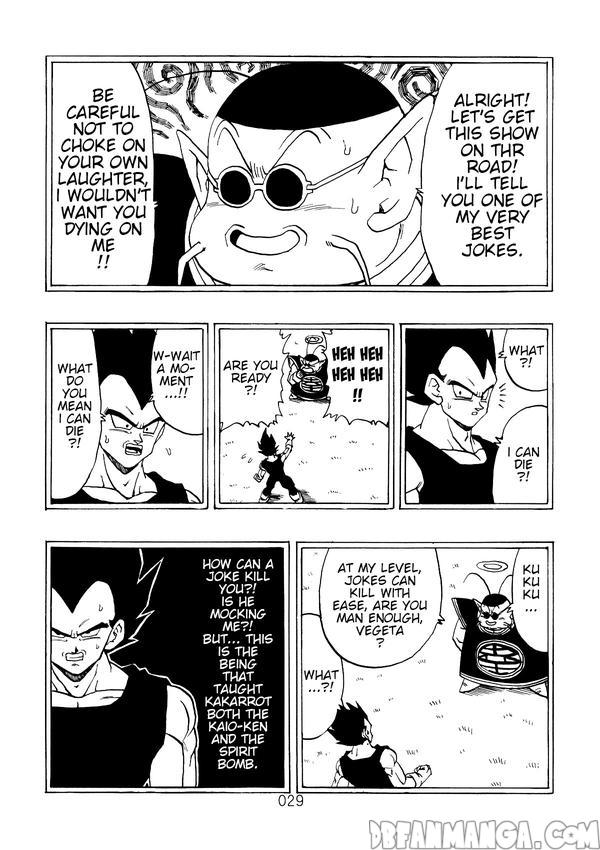 ALRIGHT!
LET'S GET
THIS SHOW
ON THR
ROAD!
I'LL TELL
YOU ONE OF
MY VERY
BEST
JOKES.
BE
CAREFUL
NOT TO
CHOKE ON
YOUR OWN
LAUGHTER,
I WOULDN'T
WANT YOU
DYING ON
ME
!!
WHAT
?!
I CAN
DIE?!
HEH HEH
HEH HEH
!!
ARE YOU
READY
?!
W-WAIT
A MO-
MENT
...!!
WHAT
DO
YOU
MEAN
I CAN
DIE
?!
KU
KU
KU
...
AT MY LEVEL,
JOKES CAN
KILL WITH
EASE, ARE YOU
MAN ENOUGH,
VEGETA
?
WHAT
...?!
HOW CAN A
JOKE KILL
YOU?!
IS HE
MOCKING
ME?!
BUT... THIS
IS THE
BEING
THAT
TAUGHT
KAKARROT
BOTH THE
KAIO-KEN
AND THE
SPIRIT
BOMB.
029
DBFANMANGA.COM